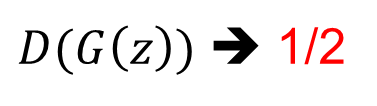 D(G(z)) ➔ 1/2